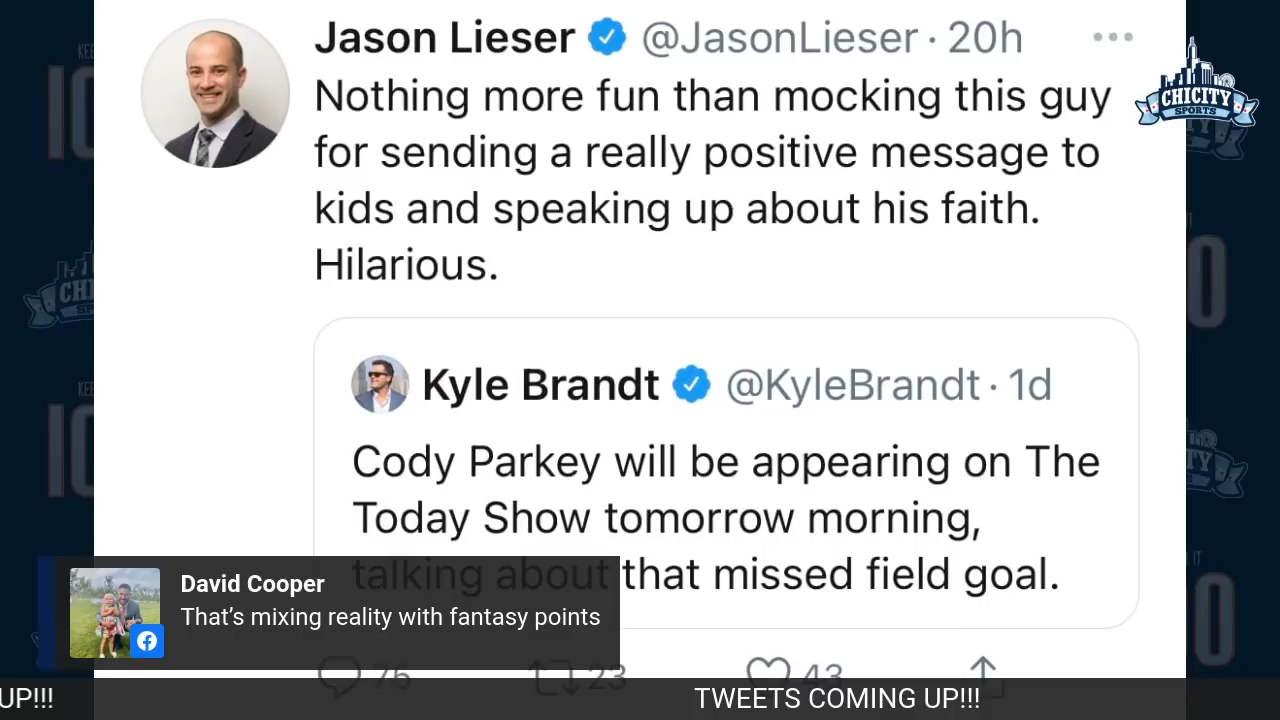 Jason Lieser @JasonLieser · 20h
Nothing more fun than mocking this guy
for sending a really positive message to
kids and speaking up about his faith.
Hilarious.
CHICITY
SPORTS
Kyle Brandt @KyleBrandt · 1d
Cody Parkey will be appearing on The
Today Show tomorrow morning,
talking about that missed field goal.
David Cooper
That’s mixing reality with fantasy points
75 23 43
UP!!! TWEETS COMING UP!!!